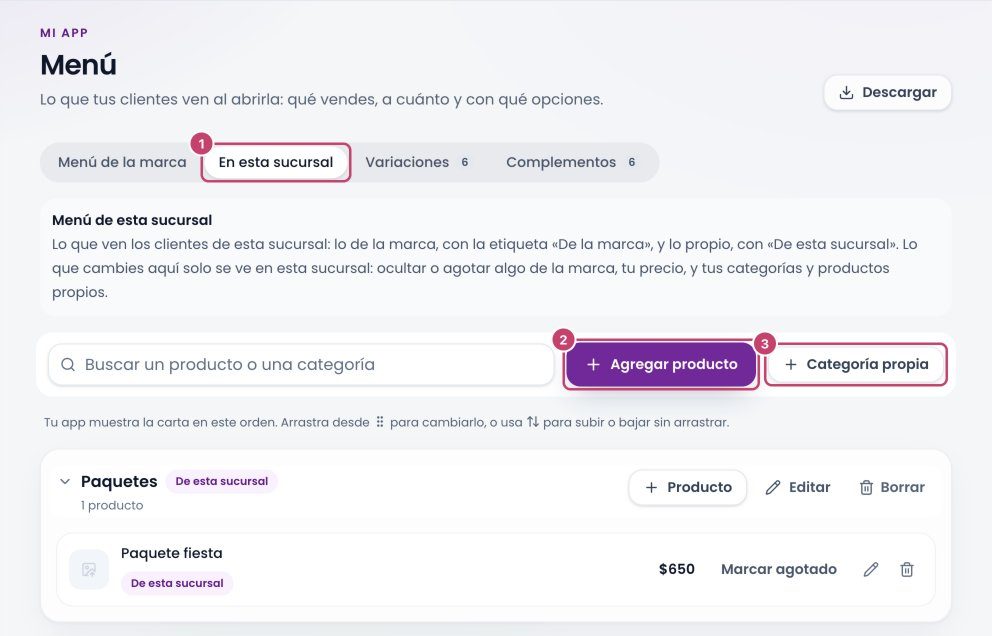 MI APP
Menú
Lo que tus clientes ven al abrirla: qué vendes, a cuánto y con qué opciones.
Descargar
1
Menú de la marca En esta sucursal Variaciones 6 Complementos 6
Menú de esta sucursal
Lo que ven los clientes de esta sucursal: lo de la marca, con la etiqueta «De la marca», y lo propio, con «De esta sucursal». Lo
que cambies aquí solo se ve en esta sucursal: ocultar o agotar algo de la marca, tu precio, y tus categorías y productos
propios.
2 3
Buscar un producto o una categoría + Agregar producto + Categoría propia
Tu app muestra la carta en este orden. Arrastra desde ⠿ para cambiarlo, o usa ↑↓ para subir o bajar sin arrastrar.
Paquetes De esta sucursal + Producto Editar Borrar
1 producto
Paquete fiesta
$650 Marcar agotado
De esta sucursal